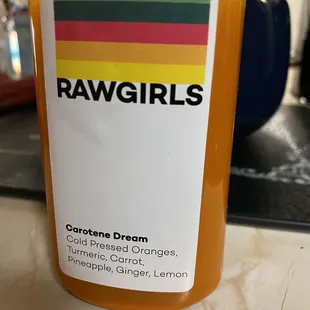 RAWGIRLS
Carotene Dream
Cold Pressed Oranges,
Turmeric, Carrot,
Pineapple, Ginger, Lemon